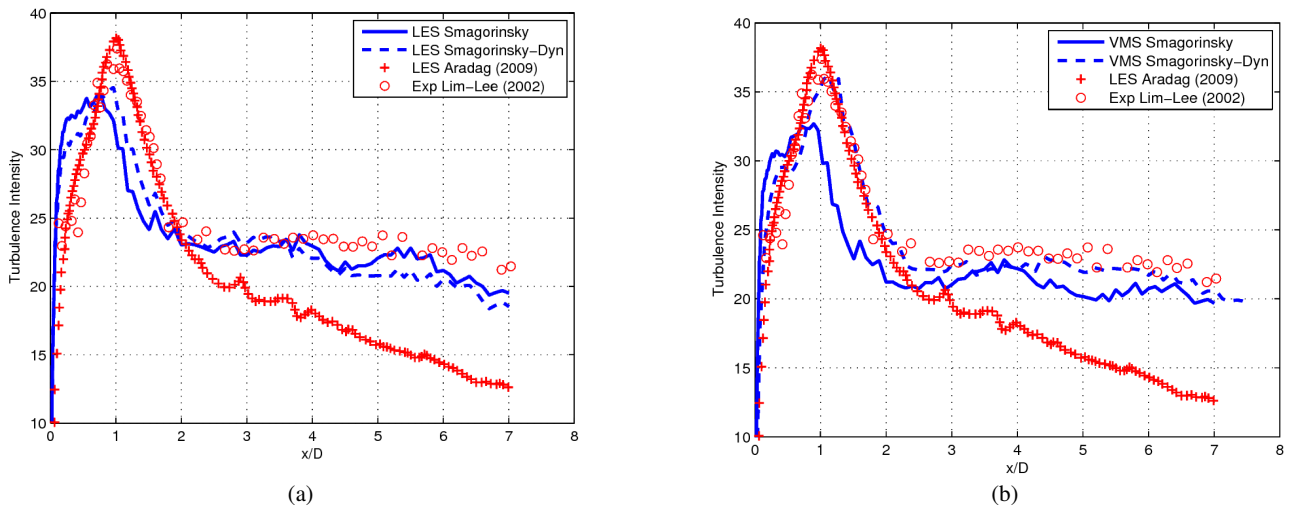 40
35
30
25
20
15
10
0 1 2 3 4 5 6 7 8
x/D
Turbulence Intensity
LES Smagorinsky
LES Smagorinsky-Dyn
LES Aradag (2009)
Exp Lim-Lee (2002)
(a)
40
35
30
25
20
15
10
0 1 2 3 4 5 6 7 8
x/D
Turbulence Intensity
VMS Smagorinsky
VMS Smagorinsky-Dyn
LES Aradag (2009)
Exp Lim-Lee (2002)
(b)